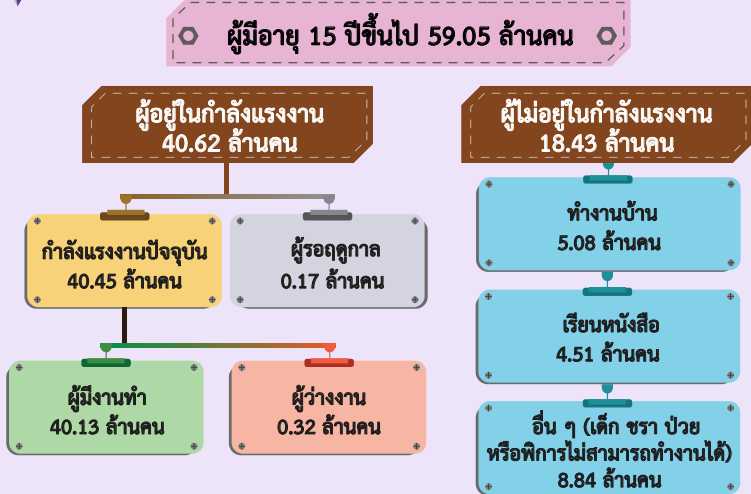 ผู้มีอายุ 15 ปีขึ้นไป 59.05 ล้านคน
ผู้อยู่ในกำลังแรงงาน
40.62 ล้านคน
ผู้ไม่อยู่ในกำลังแรงงาน
18.43 ล้านคน
กำลังแรงงานปัจจุบัน
40.45 ล้านคน
ผู้รอฤดูกาล
0.17 ล้านคน
ผู้มีงานทำ
40.13 ล้านคน
ผู้ว่างงาน
0.32 ล้านคน
ทำงานบ้าน
5.08 ล้านคน
เรียนหนังสือ
4.51 ล้านคน
อื่น ๆ (เด็ก ชรา ป่วย
หรือพิการไม่สามารถทำงานได้)
8.84 ล้านคน